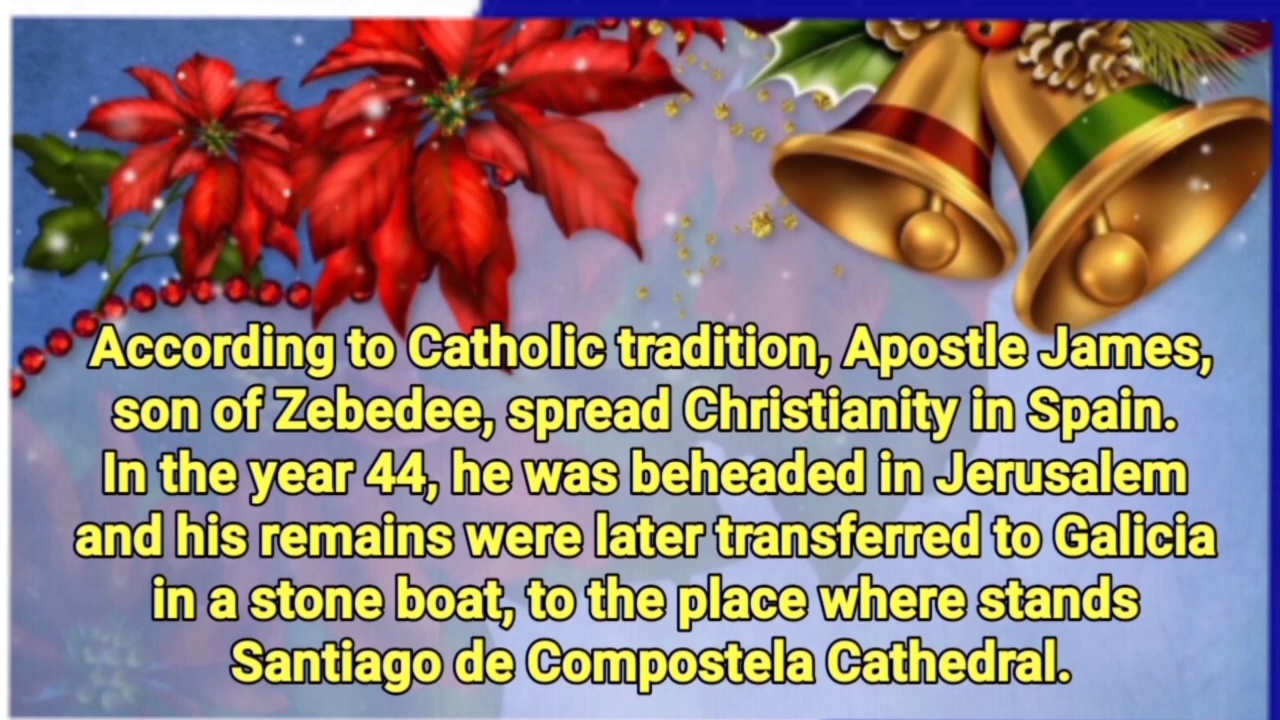 According to Catholic tradition, Apostle James,
son of Zebedee, spread Christianity in Spain.
In the year 44, he was beheaded in Jerusalem
and his remains were later transferred to Galicia
in a stone boat, to the place where stands
Santiago de Compostela Cathedral.